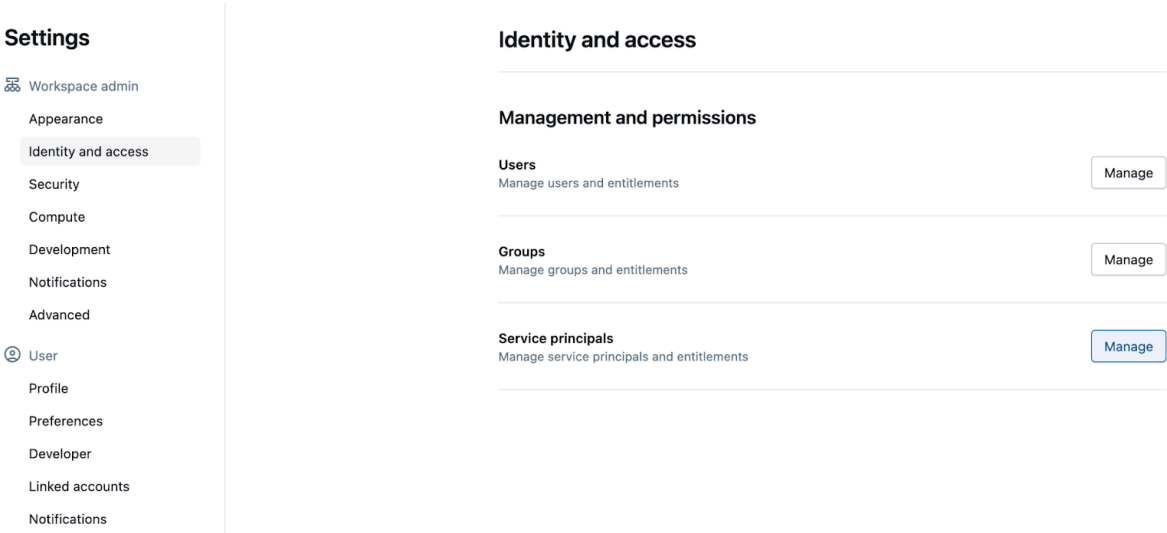 Settings
Workspace admin
Appearance
Identity and access
Security
Compute
Development
Notifications
Advanced
User
Profile
Preferences
Developer
Linked accounts
Notifications
Identity and access
Management and permissions
Users
Manage users and entitlements
Manage
Groups
Manage groups and entitlements
Manage
Service principals
Manage service principals and entitlements
Manage